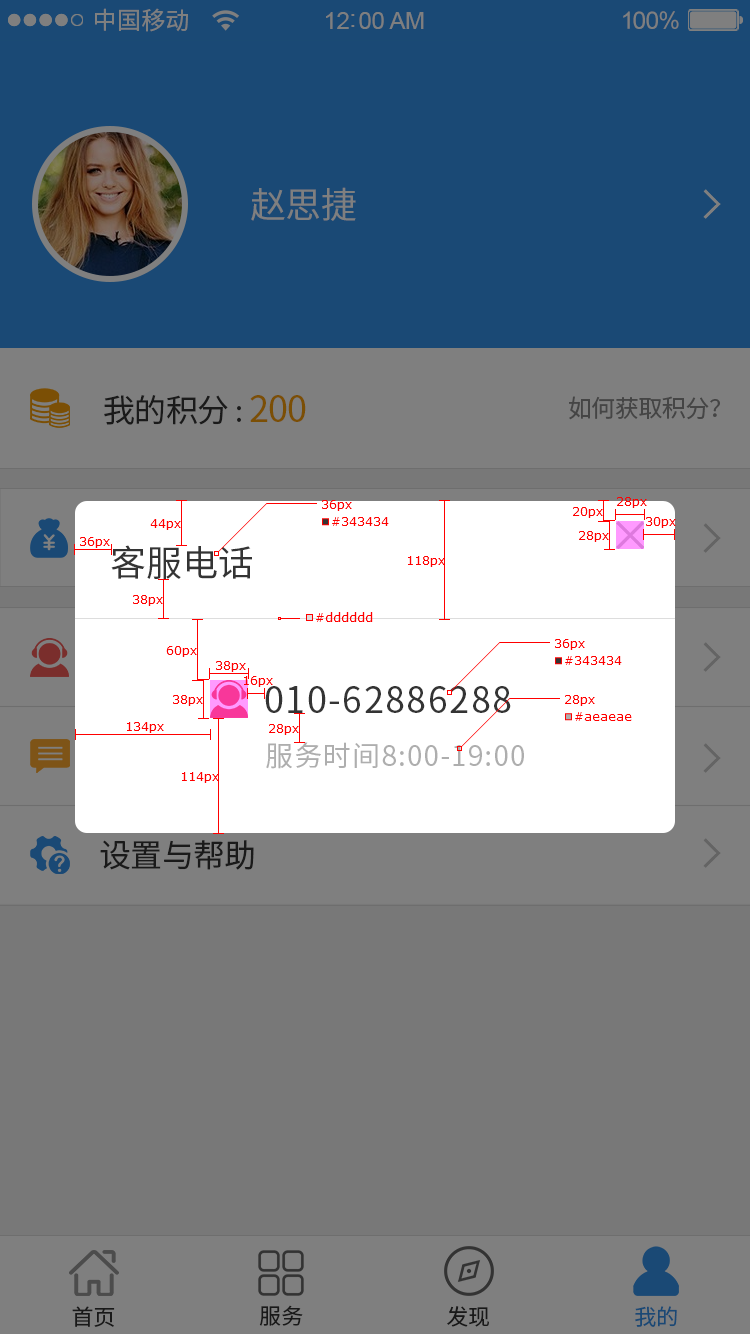 中国移动 12:00 AM 100%
赵思捷
我的积分 : 200 如何获取积分?
36px 28px
44px #343434 20px 30px
36px 28px
客服电话 118px
38px
#dddddd
60px 36px
38px #343434
16px
38px 010-62886288 28px
134px 28px #aeaeae
服务时间8:00-19:00
114px
设置与帮助
首页 服务 发现 我的